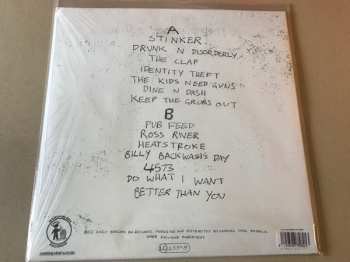 A
STINKER
DRUNK N DISORDERLY
THE CLAP
IDENTITY THEFT
THE KIDS NEED GUNS
DINE N DASH
KEEP THE GRUBS OUT
B
PUB FEED
ROSS RIVER
HEATSTROKE
BILLY BACKWASH'S DAY
4573
DO WHAT I WANT
BETTER THAN YOU